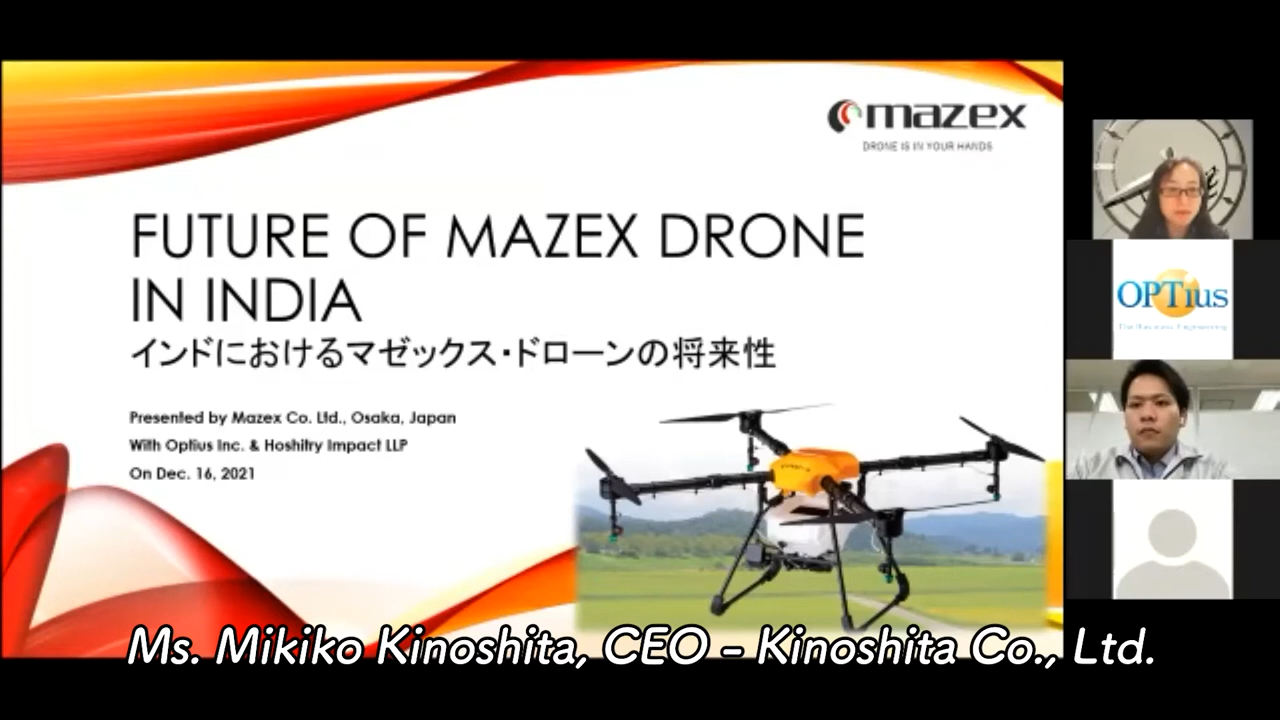 mazex
DRONE IS IN YOUR HANDS
FUTURE OF MAZEX DRONE
IN INDIA
インドにおけるマゼックス・ドローンの将来性
Presented by Mazex Co. Ltd., Osaka, Japan
With Optius Inc. & Hoshitry Impact LLP
On Dec. 16, 2021
OPTius
The Business Engineering
Ms. Mikiko Kinoshita, CEO – Kinoshita Co., Ltd.